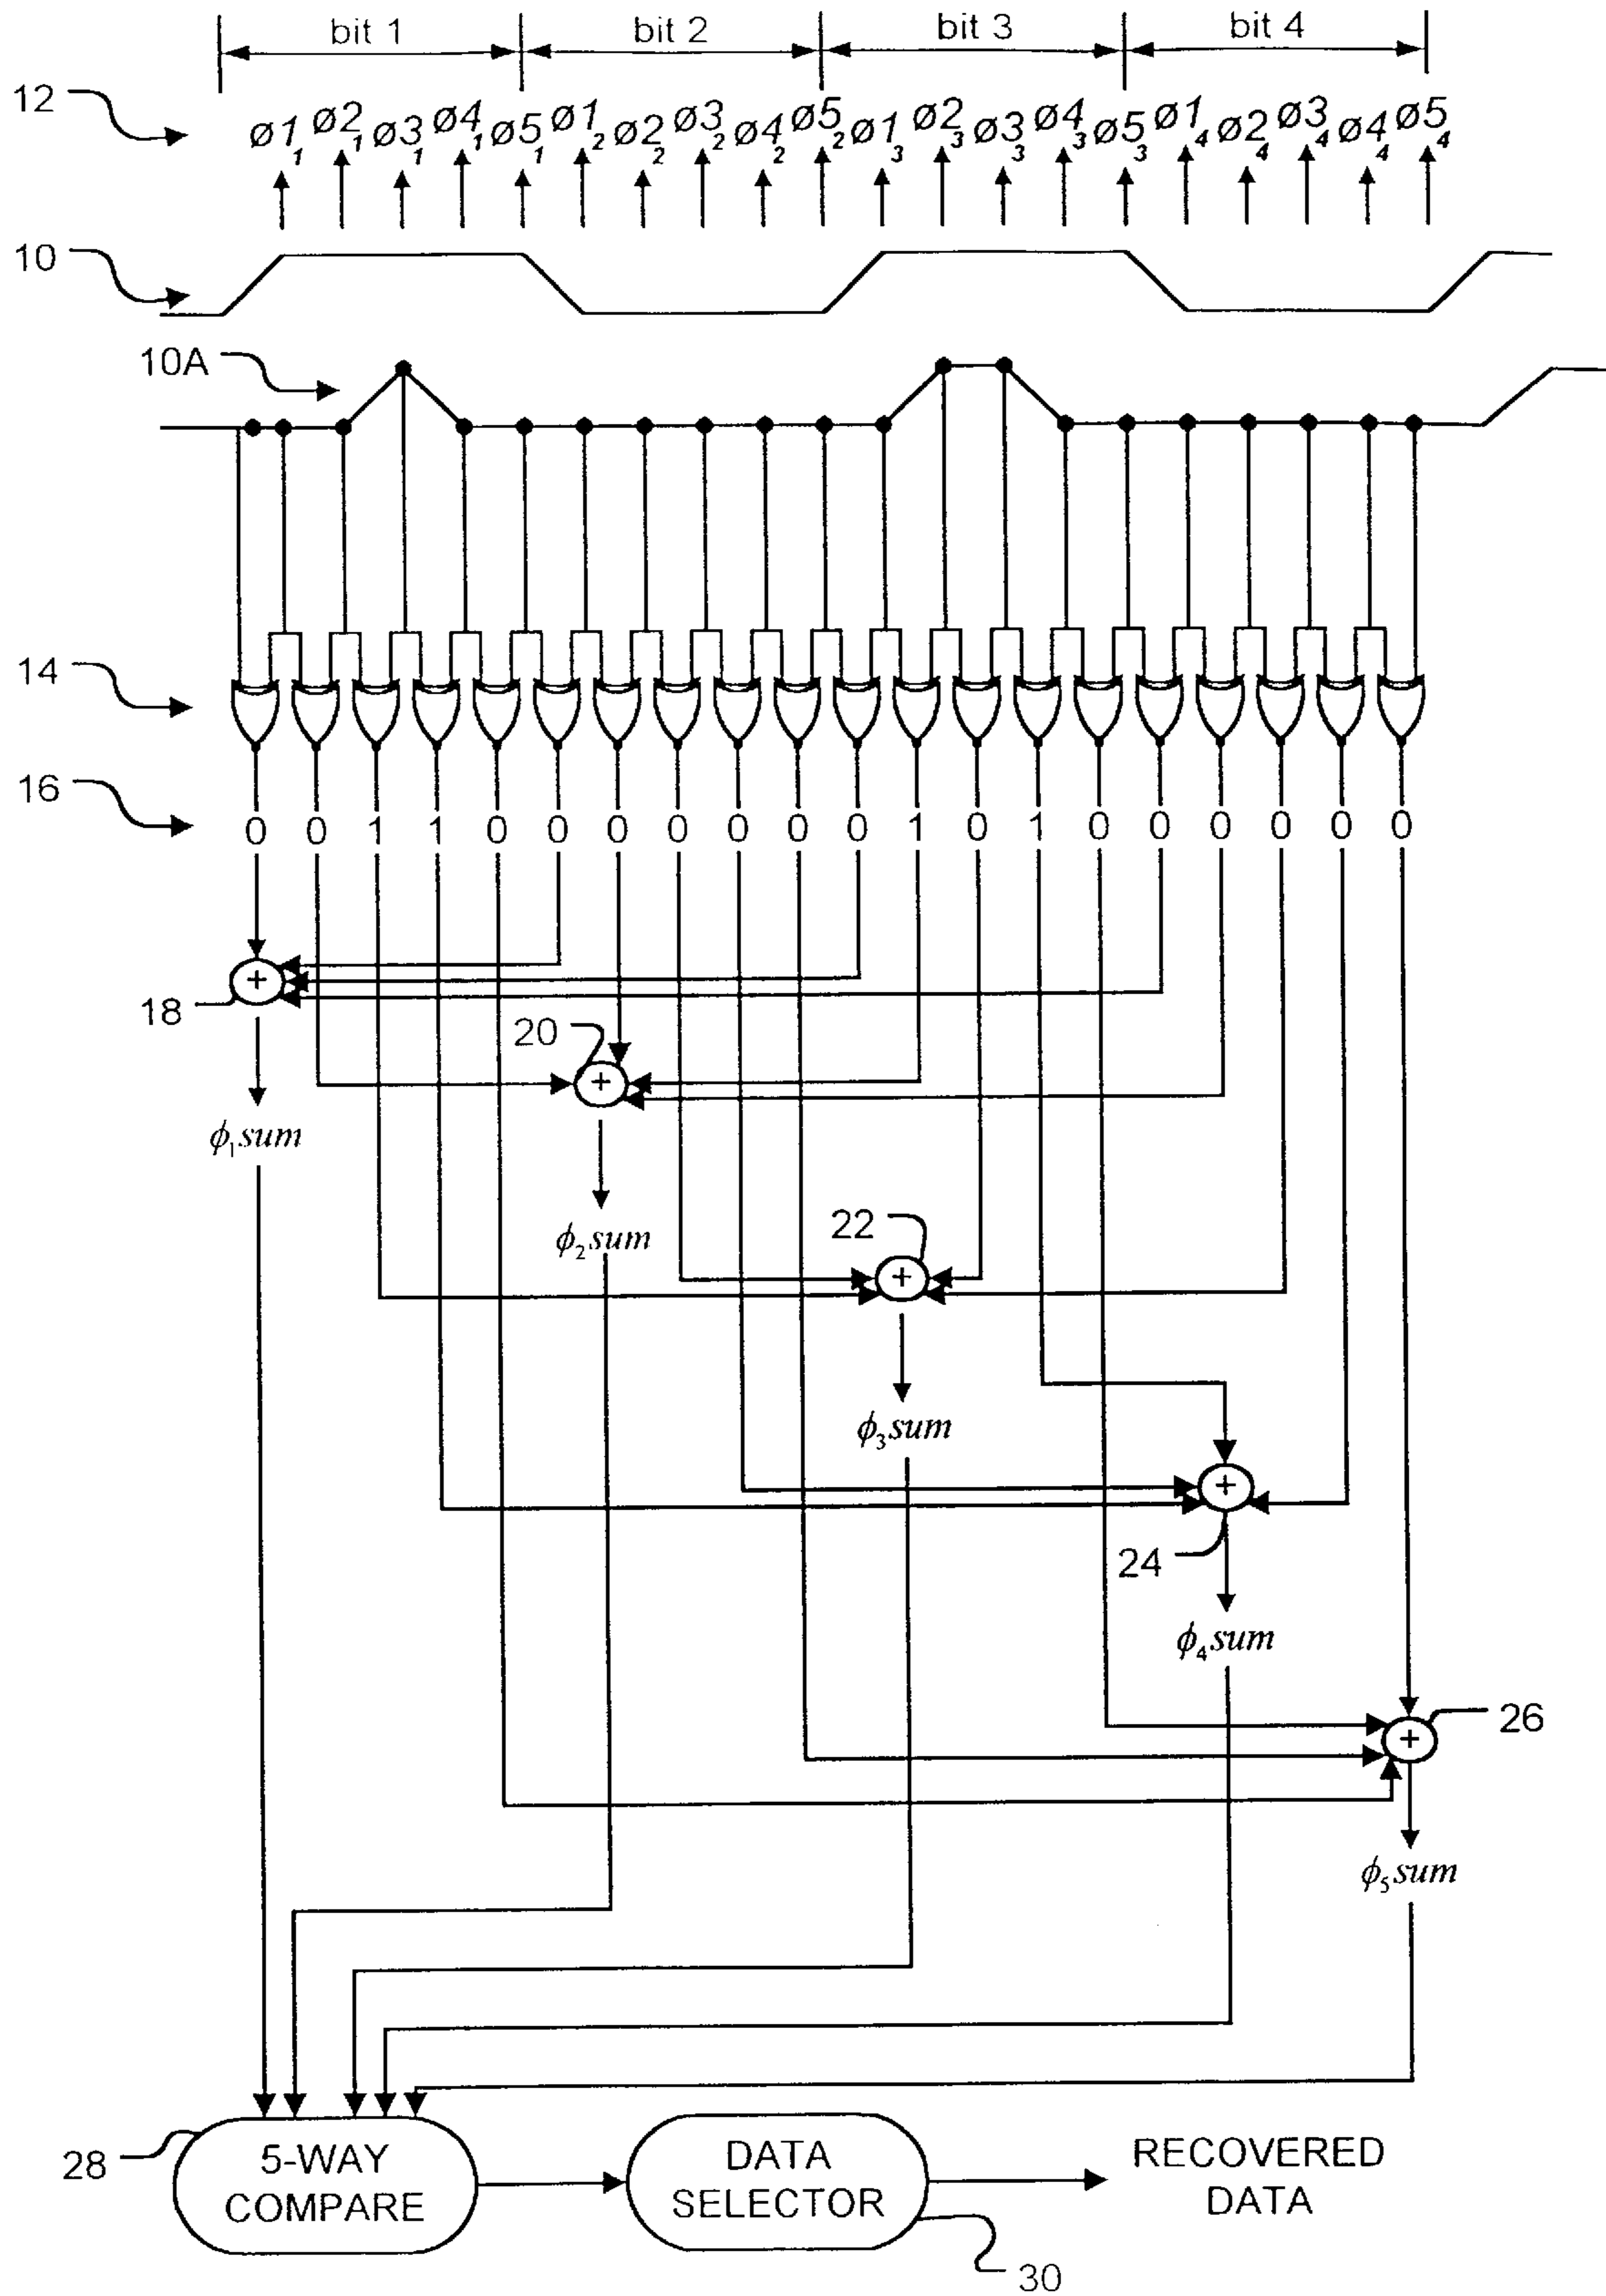 bit 1 bit 2 bit 3 bit 4
12
ø1₁ ø2₁ ø3₁ ø4₁ ø5₁ ø1₂ ø2₂ ø3₂ ø4₂ ø5₂ ø1₃ ø2₃ ø3₃ ø4₃ ø5₃ ø1₄ ø2₄ ø3₄ ø4₄ ø5₄
10
10A
14
16
0 0 1 1 0 0 0 0 0 0 0 1 0 1 0 0 0 0 0 0
+
18
20
+
ϕ₁sum
22
ϕ₂sum
+
ϕ₃sum
+
24
ϕ₄sum
26
+
ϕ₅sum
28
5-WAY
COMPARE
DATA
SELECTOR
RECOVERED
DATA
30